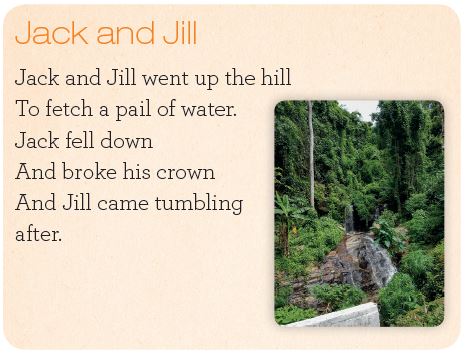 Jack and Jill
Jack and Jill went up the hill
To fetch a pail of water.
Jack fell down
And broke his crown
And Jill came tumbling
after.